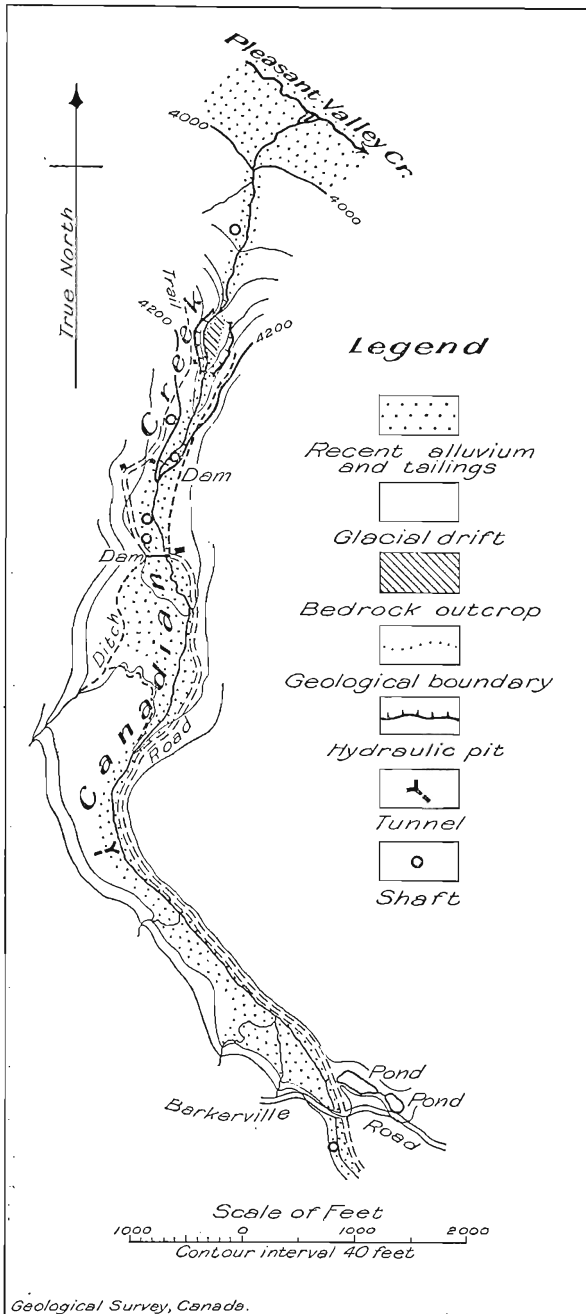 Pleasant Valley Cr.
4000
4000
True North
Trail
4200
4200
Canadian Creek
Dam
Dam
Ditch
Road
Legend
Recent alluvium
and tailings
Glacial drift
Bedrock outcrop
Geological boundary
Hydraulic pit
Tunnel
Shaft
Pond
Pond
Barkerville
Road
Scale of Feet
1000 0 1000 2000
Contour interval 40 feet
Geological Survey, Canada.